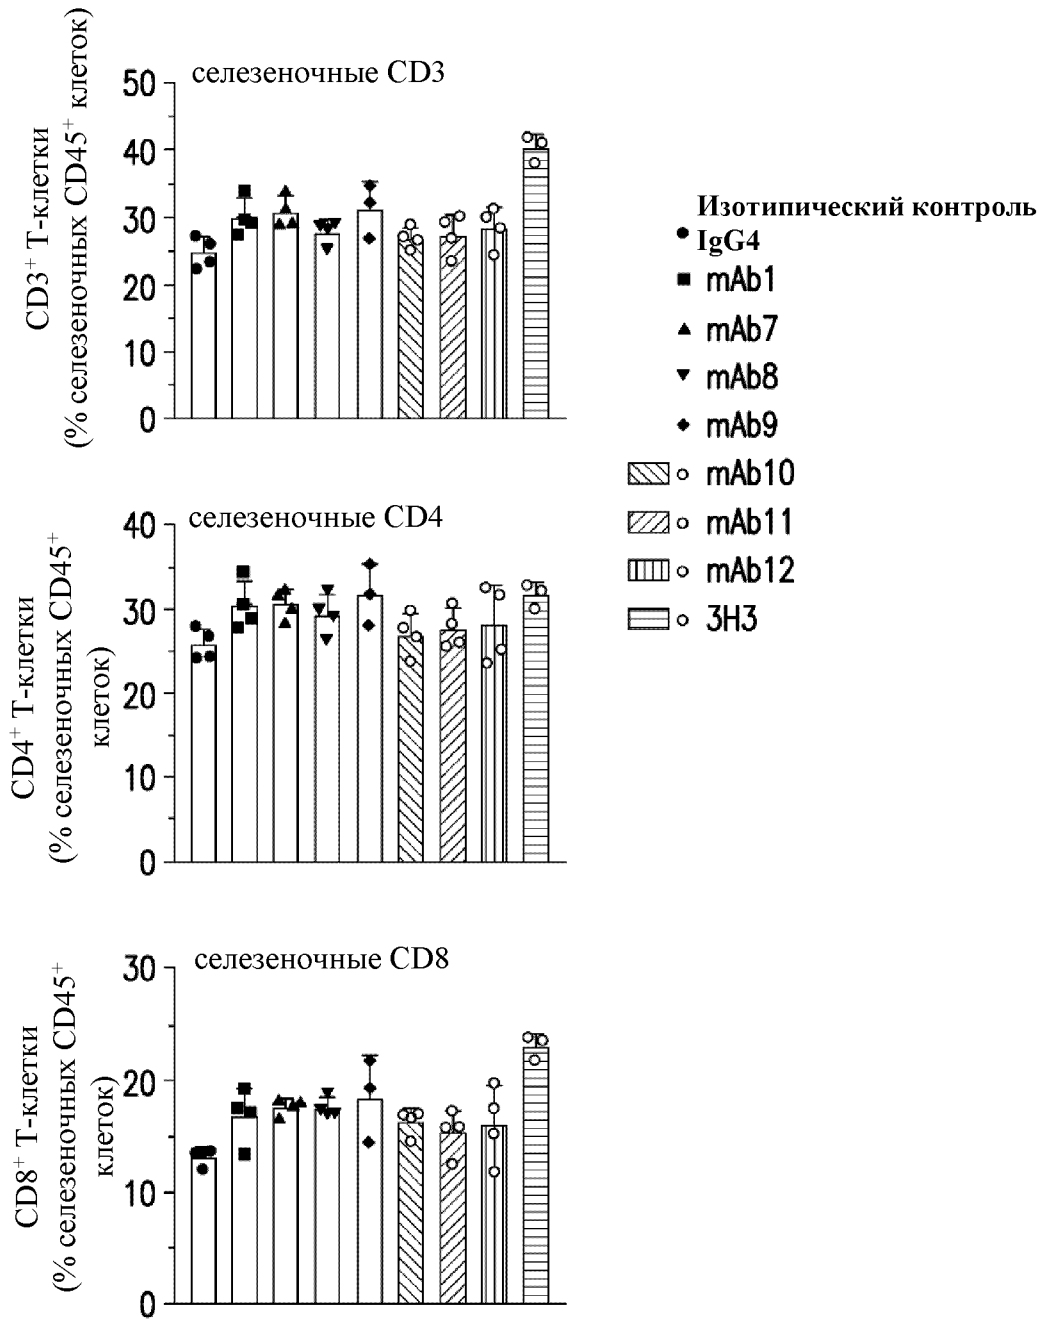 селезеночные CD3
CD3⁺ Т-клетки
(% селезеночных CD45⁺ клеток)
50
40
30
20
10
0
Изотипический контроль
IgG4
mAb1
mAb7
mAb8
mAb9
mAb10
mAb11
mAb12
3H3
селезеночные CD4
CD4⁺ Т-клетки
(% селезеночных CD45⁺
клеток)
40
30
20
10
0
селезеночные CD8
CD8⁺ Т-клетки
(% селезеночных CD45⁺
клеток)
30
20
10
0